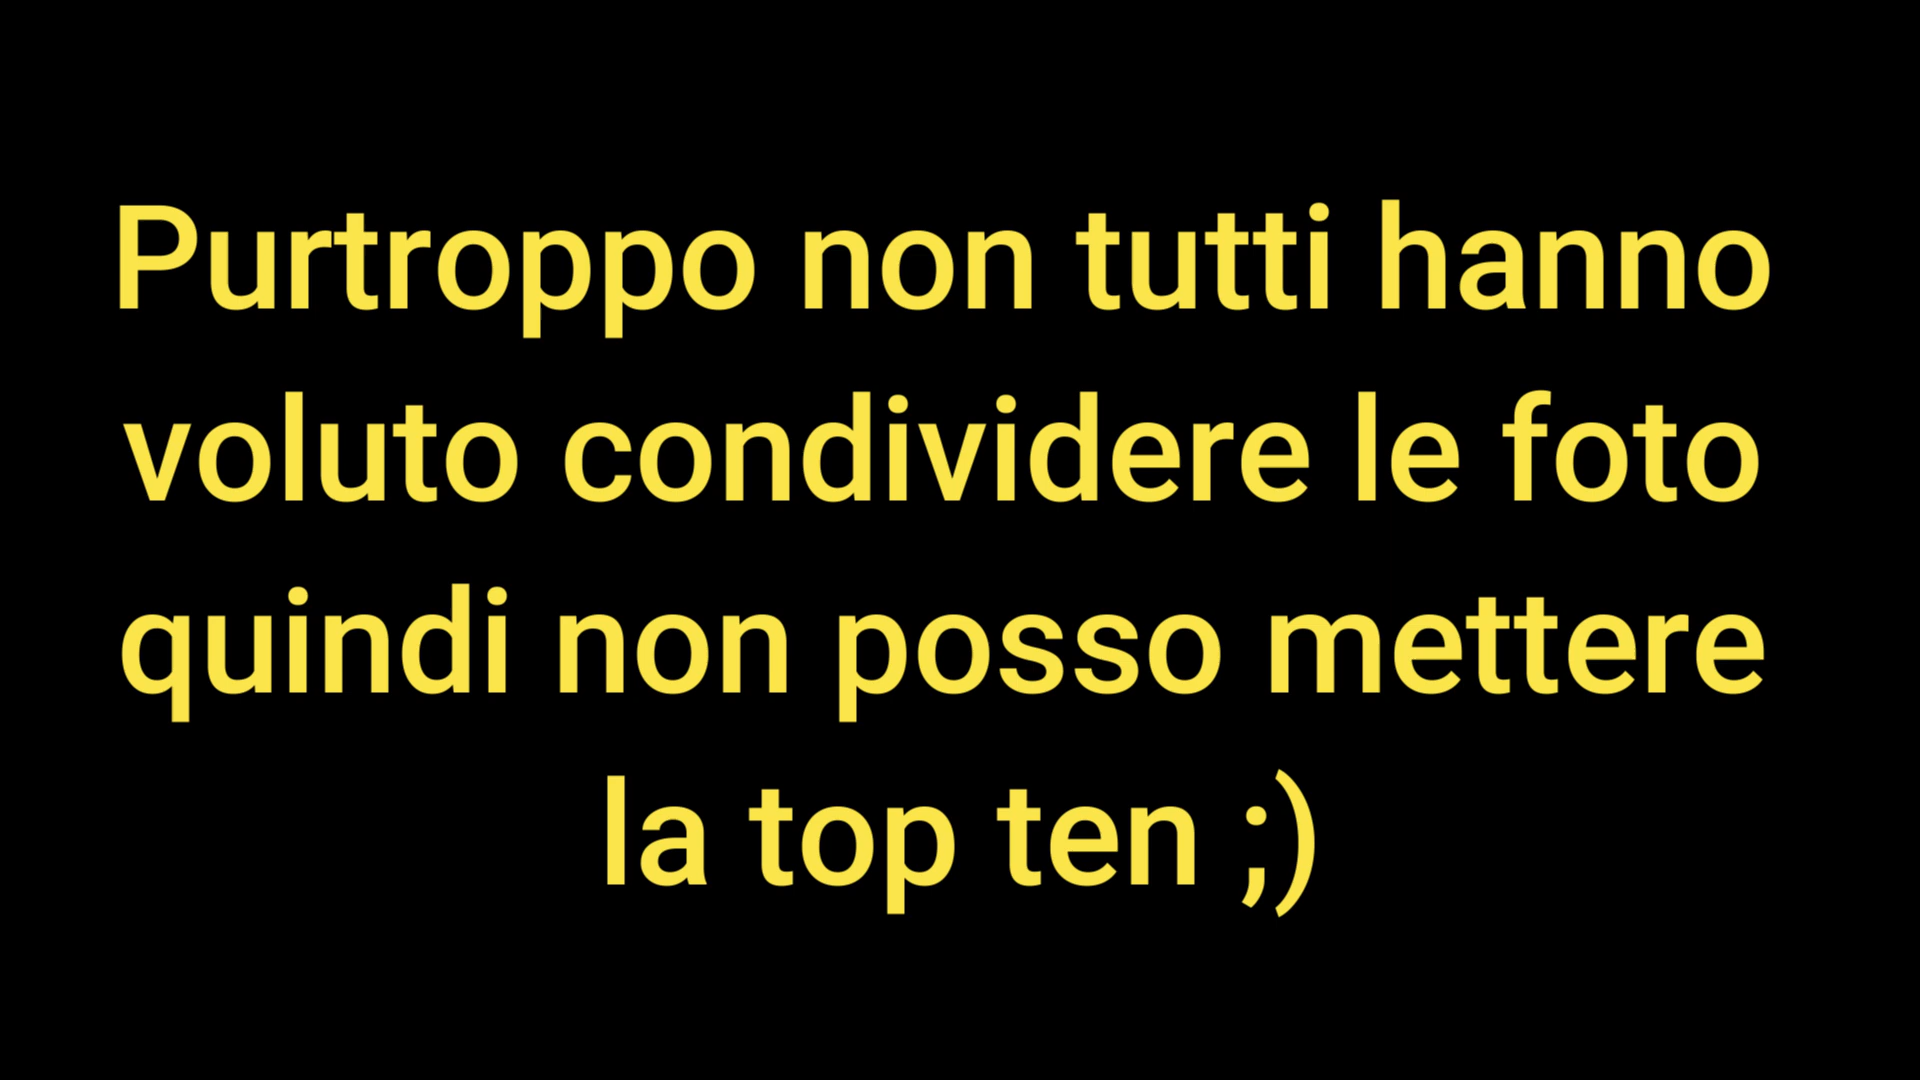 Purtroppo non tutti hanno
voluto condividere le foto
quindi non posso mettere
la top ten ;)